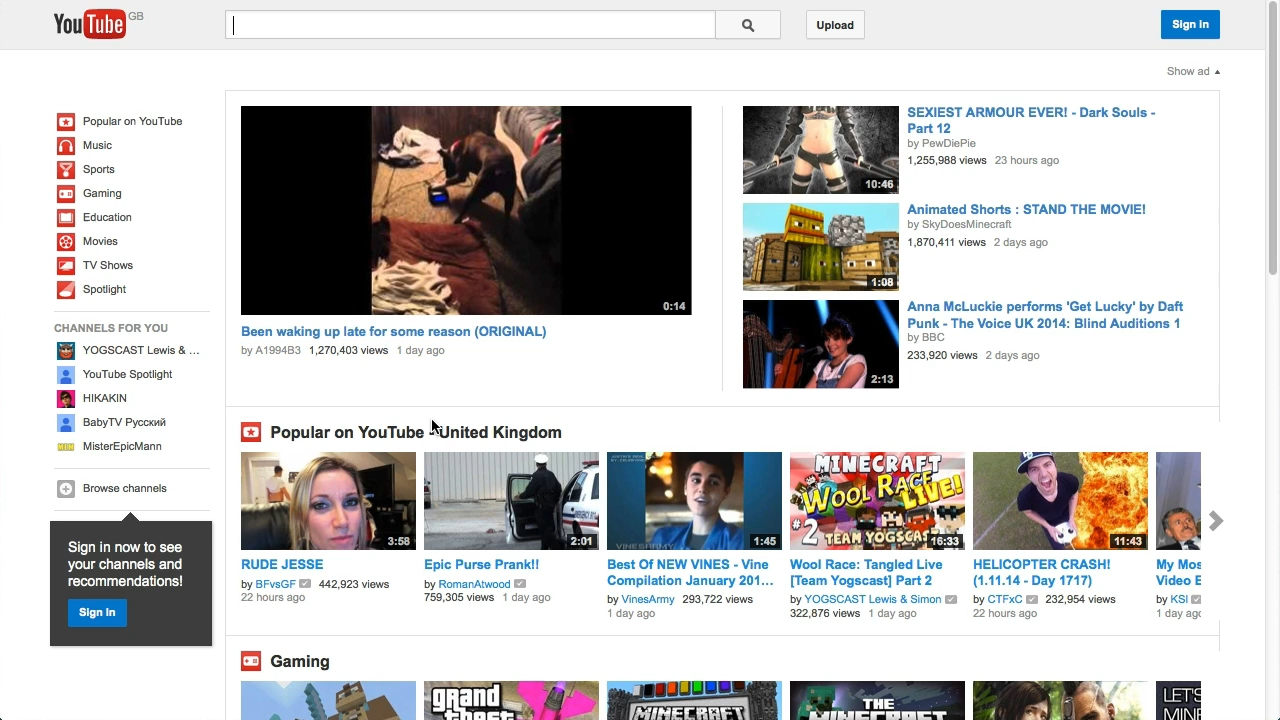 YouTube GB
Upload
Sign in
Show ad
Popular on YouTube
Music
Sports
Gaming
Education
Movies
TV Shows
Spotlight
CHANNELS FOR YOU
YOGSCAST Lewis & ...
YouTube Spotlight
HIKAKIN
BabyTV Русский
MisterEpicMann
Browse channels
Sign in now to see
your channels and
recommendations!
Sign in
0:14
Been waking up late for some reason (ORIGINAL)
by A1994B3 1,270,403 views 1 day ago
10:46
SEXIEST ARMOUR EVER! - Dark Souls -
Part 12
by PewDiePie
1,255,988 views 23 hours ago
1:08
Animated Shorts : STAND THE MOVIE!
by SkyDoesMinecraft
1,870,411 views 2 days ago
2:13
Anna McLuckie performs 'Get Lucky' by Daft
Punk - The Voice UK 2014: Blind Auditions 1
by BBC
233,920 views 2 days ago
Popular on YouTube - United Kingdom
3:58
RUDE JESSE
by BFvsGF 442,923 views
22 hours ago
2:01
Epic Purse Prank!!
by RomanAtwood
759,305 views 1 day ago
VINESARMY
1:45
Best Of NEW VINES - Vine
Compilation January 201...
by VinesArmy 293,722 views
1 day ago
MINECRAFT
WOOL RACE
LIVE!
#2 TEAM YOGSCAST
16:33
Wool Race: Tangled Live
[Team Yogscast] Part 2
by YOGSCAST Lewis & Simon
322,876 views 1 day ago
11:43
HELICOPTER CRASH!
(1.11.14 - Day 1717)
by CTFxC 232,954 views
22 hours ago
My Mos
Video E
by KSI
1 day ago
Gaming
grand
theft
MINECRAFT
THE
MINECRAFT
LET'S
MINE